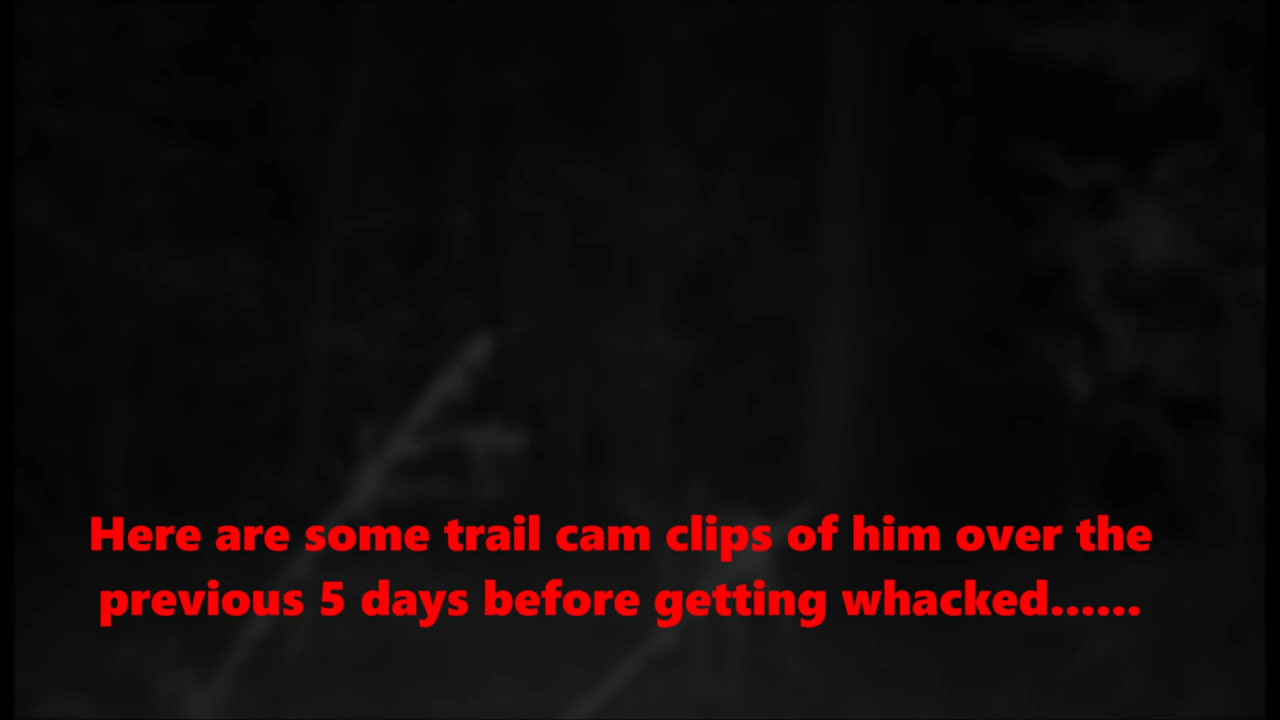 Here are some trail cam clips of him over the
previous 5 days before getting whacked......